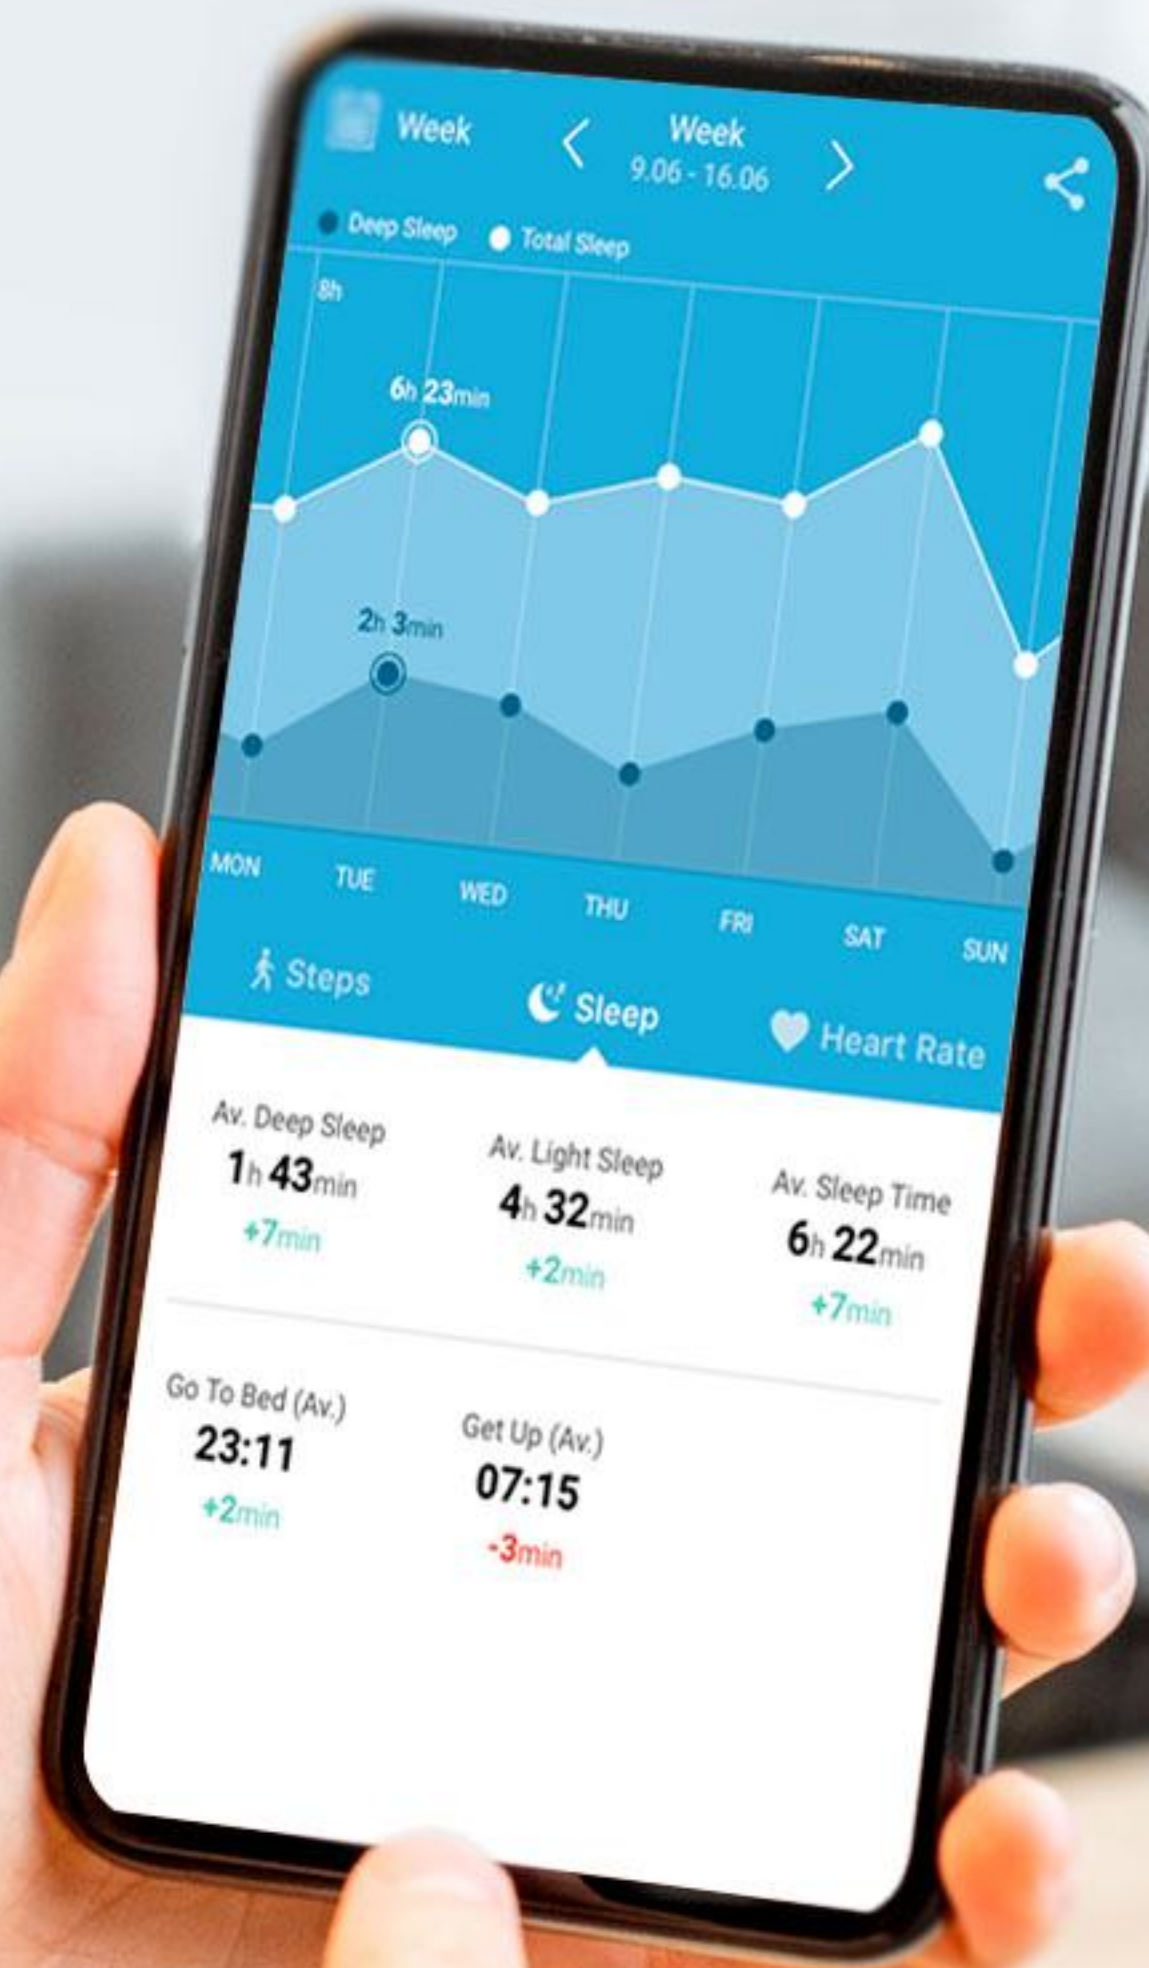 Week
Week
9.06 - 16.06
Deep Sleep
Total Sleep
8h
6h 23min
2h 3min
MON TUE WED THU FRI SAT SUN
Steps
Sleep
Heart Rate
Av. Deep Sleep
1h 43min
+7min
Av. Light Sleep
4h 32min
+2min
Av. Sleep Time
6h 22min
+7min
Go To Bed (Av.)
23:11
+2min
Get Up (Av.)
07:15
-3min